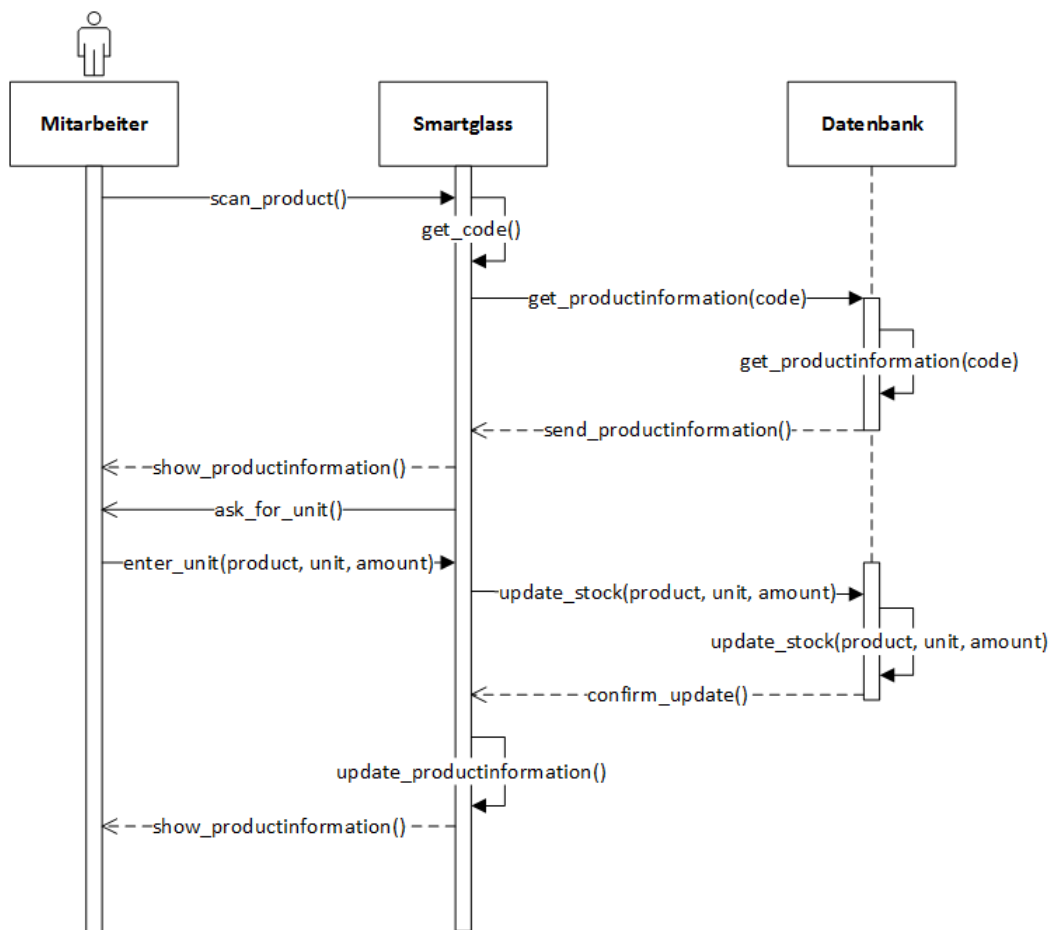 Mitarbeiter
Smartglass
Datenbank
scan_product()
get_code()
get_productinformation(code)
get_productinformation(code)
send_productinformation()
show_productinformation()
ask_for_unit()
enter_unit(product, unit, amount)
update_stock(product, unit, amount)
update_stock(product, unit, amount)
confirm_update()
update_productinformation()
show_productinformation()